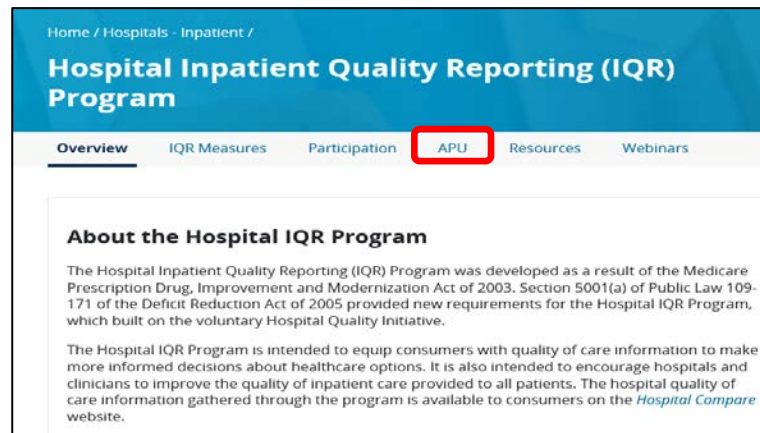 Home / Hospitals - Inpatient /
Hospital Inpatient Quality Reporting (IQR)
Program
Overview IQR Measures Participation APU Resources Webinars
About the Hospital IQR Program
The Hospital Inpatient Quality Reporting (IQR) Program was developed as a result of the Medicare
Prescription Drug, Improvement and Modernization Act of 2003. Section 5001(a) of Public Law 109-
171 of the Deficit Reduction Act of 2005 provided new requirements for the Hospital IQR Program,
which built on the voluntary Hospital Quality Initiative.
The Hospital IQR Program is intended to equip consumers with quality of care information to make
more informed decisions about healthcare options. It is also intended to encourage hospitals and
clinicians to improve the quality of inpatient care provided to all patients. The hospital quality of
care information gathered through the program is available to consumers on the Hospital Compare
website.